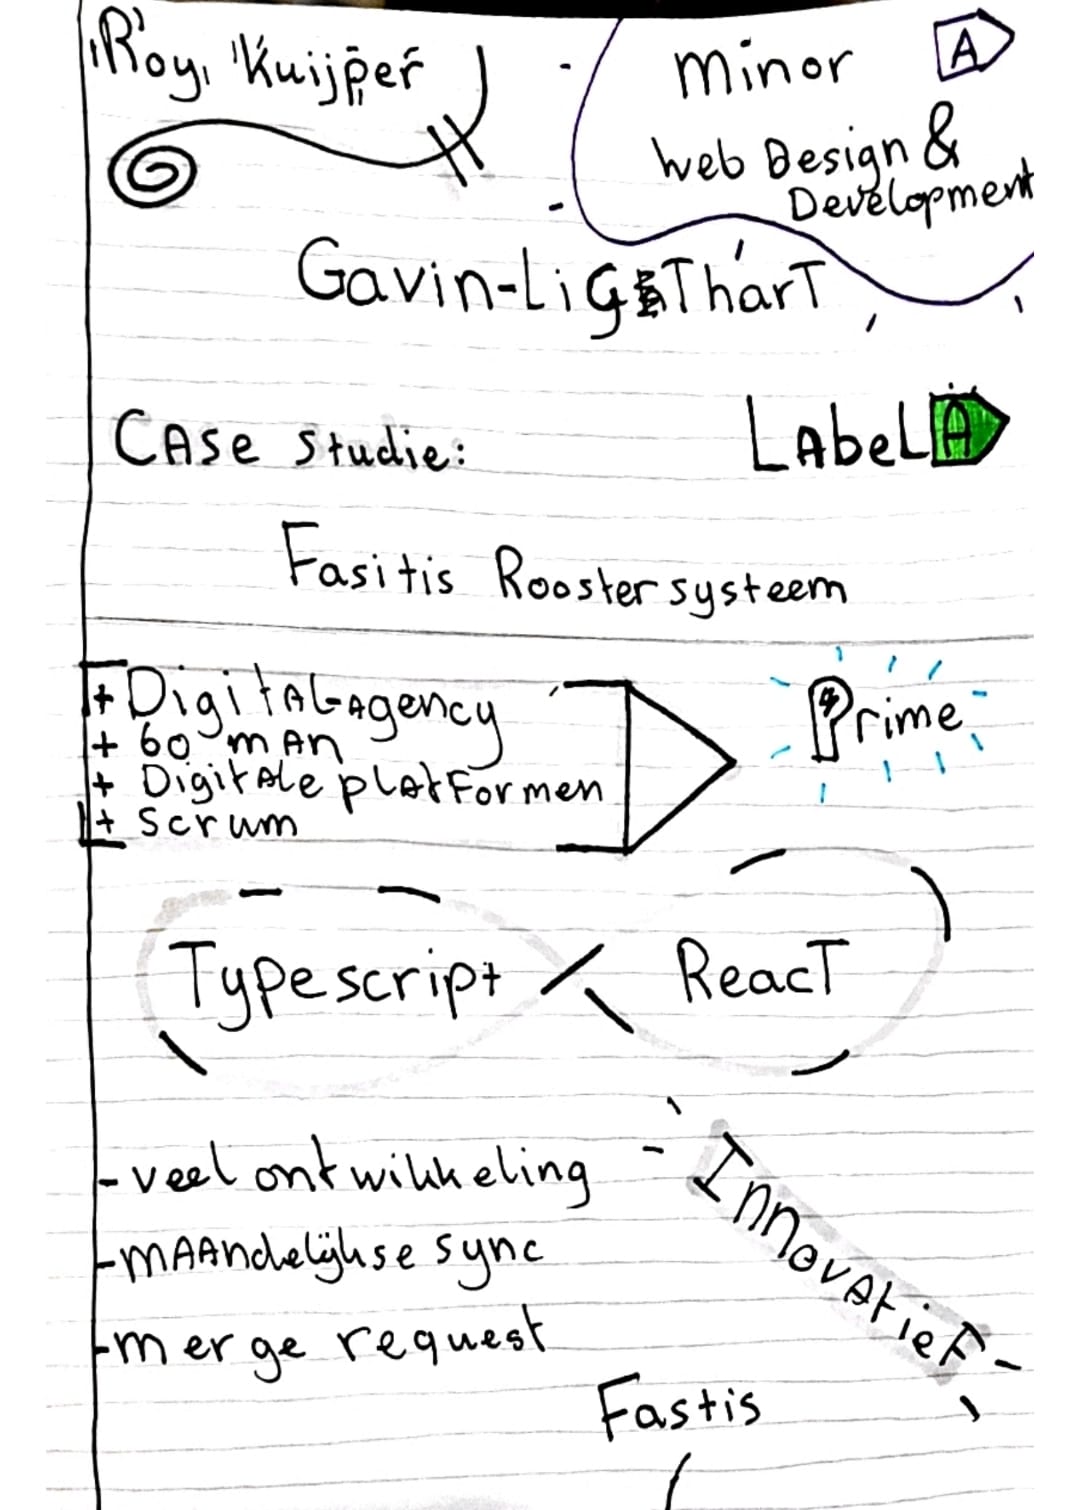 Roy Kuijper
Minor A
Web Design &
Development
Gavin-LigThart
Case studie:
LabelA
Fasitis Roostersysteem
+ Digital-agency
+ 60 man
+ Digitale platformen
+ Scrum
Prime
Typescript
React
- veel ontwikkeling
- maandelijkse sync
- merge request
Innovatief
Fastis